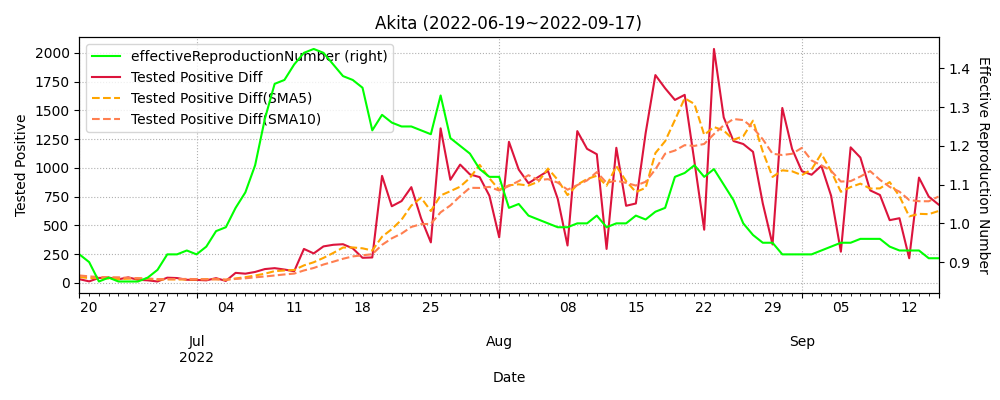 Akita (2022-06-19~2022-09-17)
effectiveReproductionNumber (right)
Tested Positive Diff
Tested Positive Diff(SMA5)
Tested Positive Diff(SMA10)
Tested Positive
2000
1750
1500
1250
1000
750
500
250
0
1.4
1.3
1.2
1.1
1.0
0.9
Effective Reproduction Number
20 27 04 11 18 25 08 15 22 29 05 12
Jul Aug Sep
2022
Date